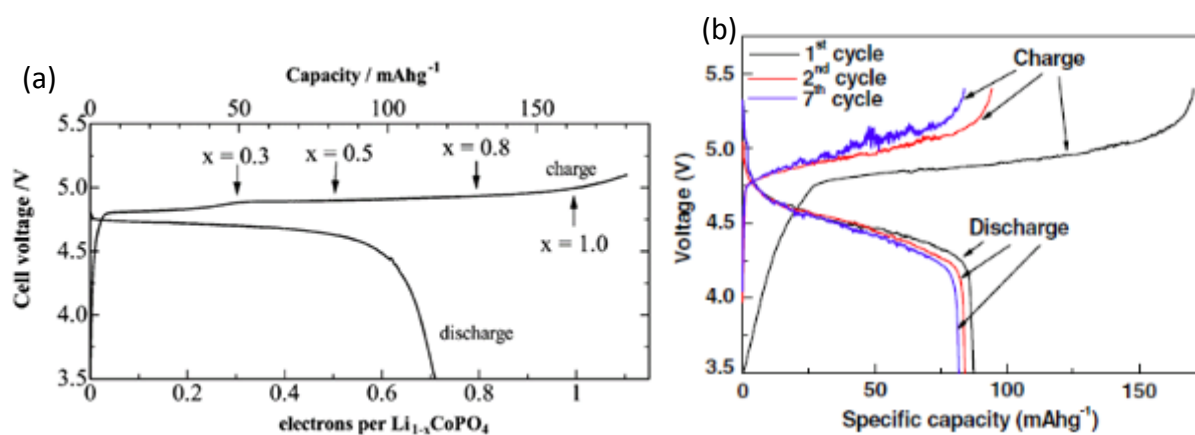 (a)
Capacity / mAhg-1
0 50 100 150
5.5
5.0
4.5
4.0
3.5
Cell voltage /V
x = 0.3
x = 0.5
x = 0.8
charge
x = 1.0
discharge
0 0.2 0.4 0.6 0.8 1
electrons per Li1-xCoPO4
(b)
1st cycle
2nd cycle
7th cycle
Charge
5.5
5.0
4.5
4.0
3.5
Voltage (V)
Discharge
0 50 100 150
Specific capacity (mAhg-1)